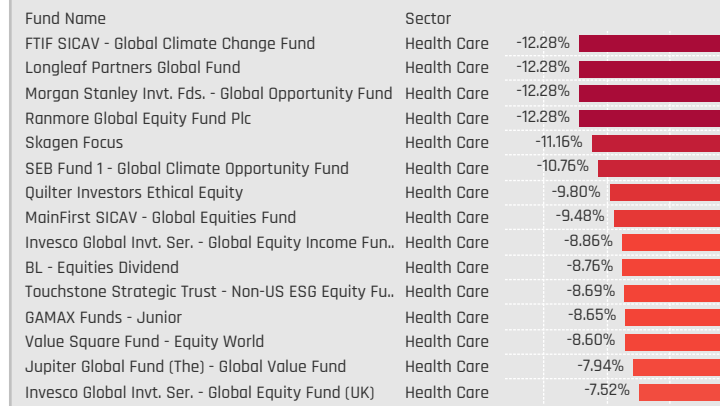 Fund Name Sector
FTIF SICAV - Global Climate Change Fund Health Care -12.28%
Longleaf Partners Global Fund Health Care -12.28%
Morgan Stanley Invt. Fds. - Global Opportunity Fund Health Care -12.28%
Ranmore Global Equity Fund Plc Health Care -12.28%
Skagen Focus Health Care -11.16%
SEB Fund 1 - Global Climate Opportunity Fund Health Care -10.76%
Quilter Investors Ethical Equity Health Care -9.80%
MainFirst SICAV - Global Equities Fund Health Care -9.48%
Invesco Global Invt. Ser. - Global Equity Income Fun.. Health Care -8.86%
BL - Equities Dividend Health Care -8.76%
Touchstone Strategic Trust - Non-US ESG Equity Fu.. Health Care -8.69%
GAMAX Funds - Junior Health Care -8.65%
Value Square Fund - Equity World Health Care -8.60%
Jupiter Global Fund (The) - Global Value Fund Health Care -7.94%
Invesco Global Invt. Ser. - Global Equity Fund (UK) Health Care -7.52%